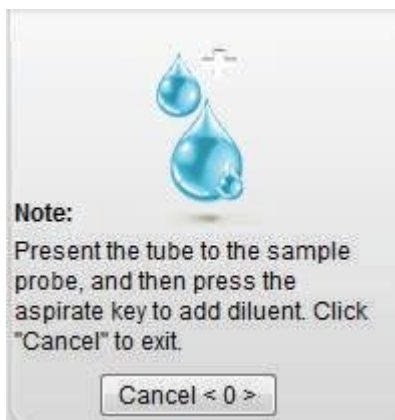 Note:
Present the tube to the sample
probe, and then press the
aspirate key to add diluent. Click
"Cancel" to exit.
Cancel < 0 >